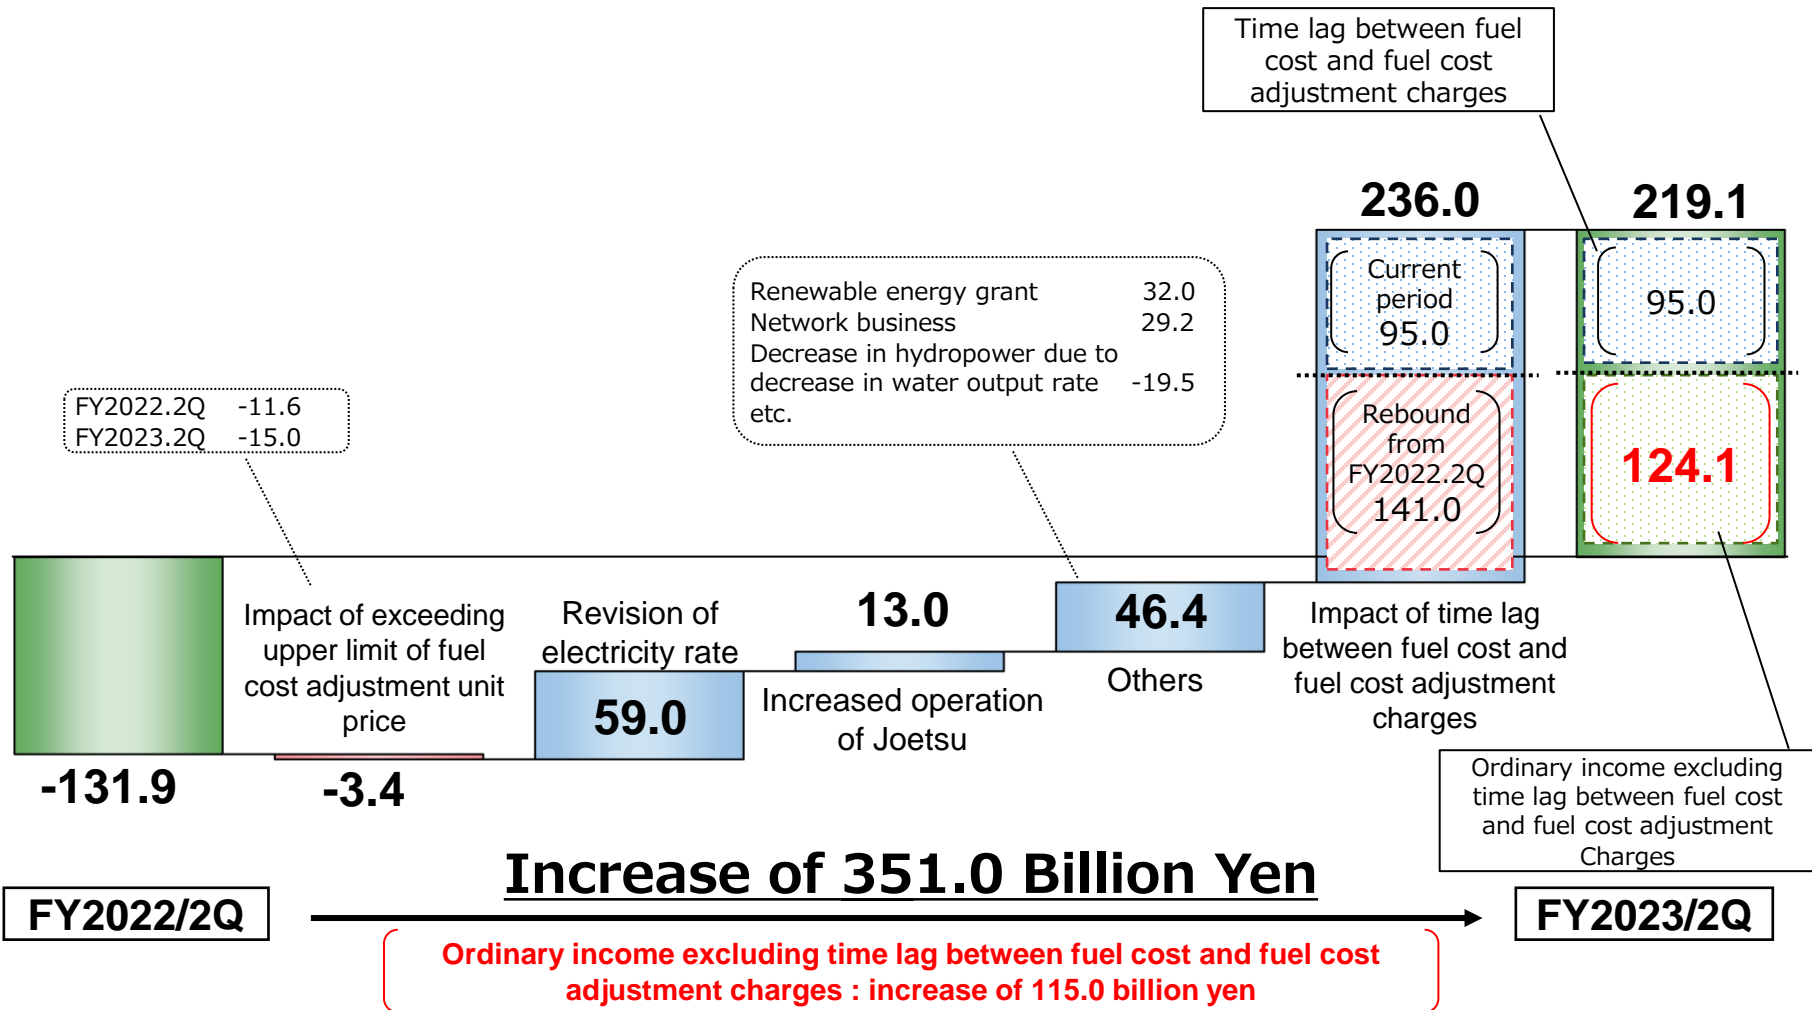 Time lag between fuel
cost and fuel cost
adjustment charges
236.0
219.1
Current
period
95.0
95.0
Renewable energy grant 32.0
Network business 29.2
Decrease in hydropower due to
decrease in water output rate -19.5
etc.
FY2022.2Q -11.6
FY2023.2Q -15.0
Rebound
from
FY2022.2Q
141.0
124.1
Impact of exceeding
upper limit of fuel
cost adjustment unit
price
Revision of
electricity rate
59.0
13.0
Increased operation
of Joetsu
46.4
Others
Impact of time lag
between fuel cost and
fuel cost adjustment
charges
-131.9
-3.4
Ordinary income excluding
time lag between fuel cost
and fuel cost adjustment
Charges
Increase of 351.0 Billion Yen
FY2022/2Q
FY2023/2Q
Ordinary income excluding time lag between fuel cost and fuel cost
adjustment charges : increase of 115.0 billion yen